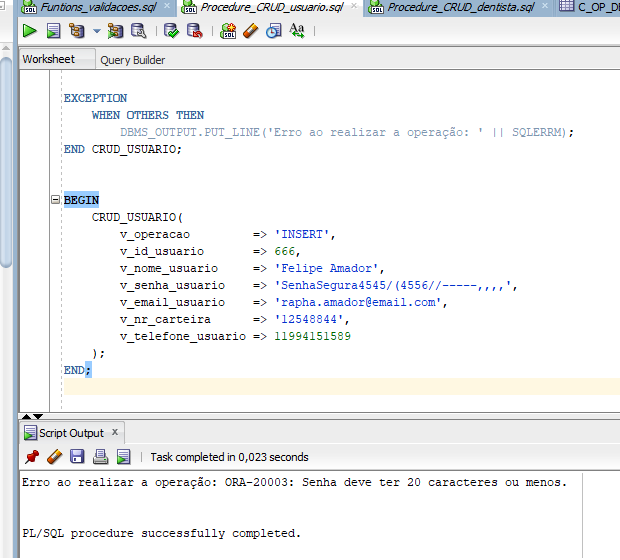 Funtions_validacoes.sql Procedure_CRUD_usuario.sql Procedure_CRUD_dentista.sql C_OP_DE
Worksheet Query Builder
EXCEPTION
WHEN OTHERS THEN
DBMS_OUTPUT.PUT_LINE('Erro ao realizar a operação: ' || SQLERRM);
END CRUD_USUARIO;
BEGIN
CRUD_USUARIO(
v_operacao => 'INSERT',
v_id_usuario => 666,
v_nome_usuario => 'Felipe Amador',
v_senha_usuario => 'SenhaSegura4545/(4556//-----,,,,',
v_email_usuario => 'rapha.amador@email.com',
v_nr_carteira => '12548844',
v_telefone_usuario => 11994151589
);
END;
Script Output x
Task completed in 0,023 seconds
Erro ao realizar a operação: ORA-20003: Senha deve ter 20 caracteres ou menos.
PL/SQL procedure successfully completed.